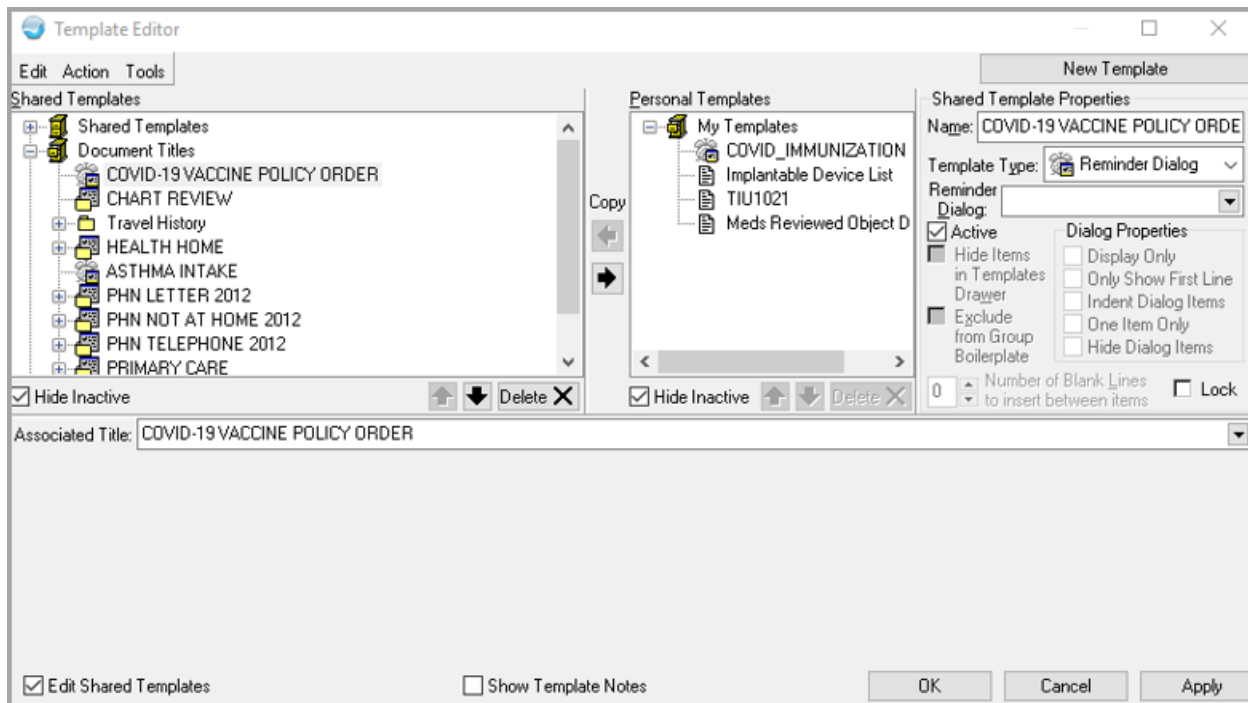 Template Editor
Edit Action Tools
New Template
Shared Templates
Shared Templates
Document Titles
COVID-19 VACCINE POLICY ORDER
CHART REVIEW
Travel History
HEALTH HOME
ASTHMA INTAKE
PHN LETTER 2012
PHN NOT AT HOME 2012
PHN TELEPHONE 2012
PRIMARY CARE
Hide Inactive
Delete
Copy
Personal Templates
My Templates
COVID_IMMUNIZATION
Implantable Device List
TIU1021
Meds Reviewed Object D
Hide Inactive
Delete
Shared Template Properties
Name: COVID-19 VACCINE POLICY ORDE
Template Type: Reminder Dialog
Reminder
Dialog:
Active
Hide Items
in Templates
Drawer
Exclude
from Group
Boilerplate
Dialog Properties
Display Only
Only Show First Line
Indent Dialog Items
One Item Only
Hide Dialog Items
0 Number of Blank Lines
to insert between items
Lock
Associated Title: COVID-19 VACCINE POLICY ORDER
Edit Shared Templates
Show Template Notes
OK
Cancel
Apply